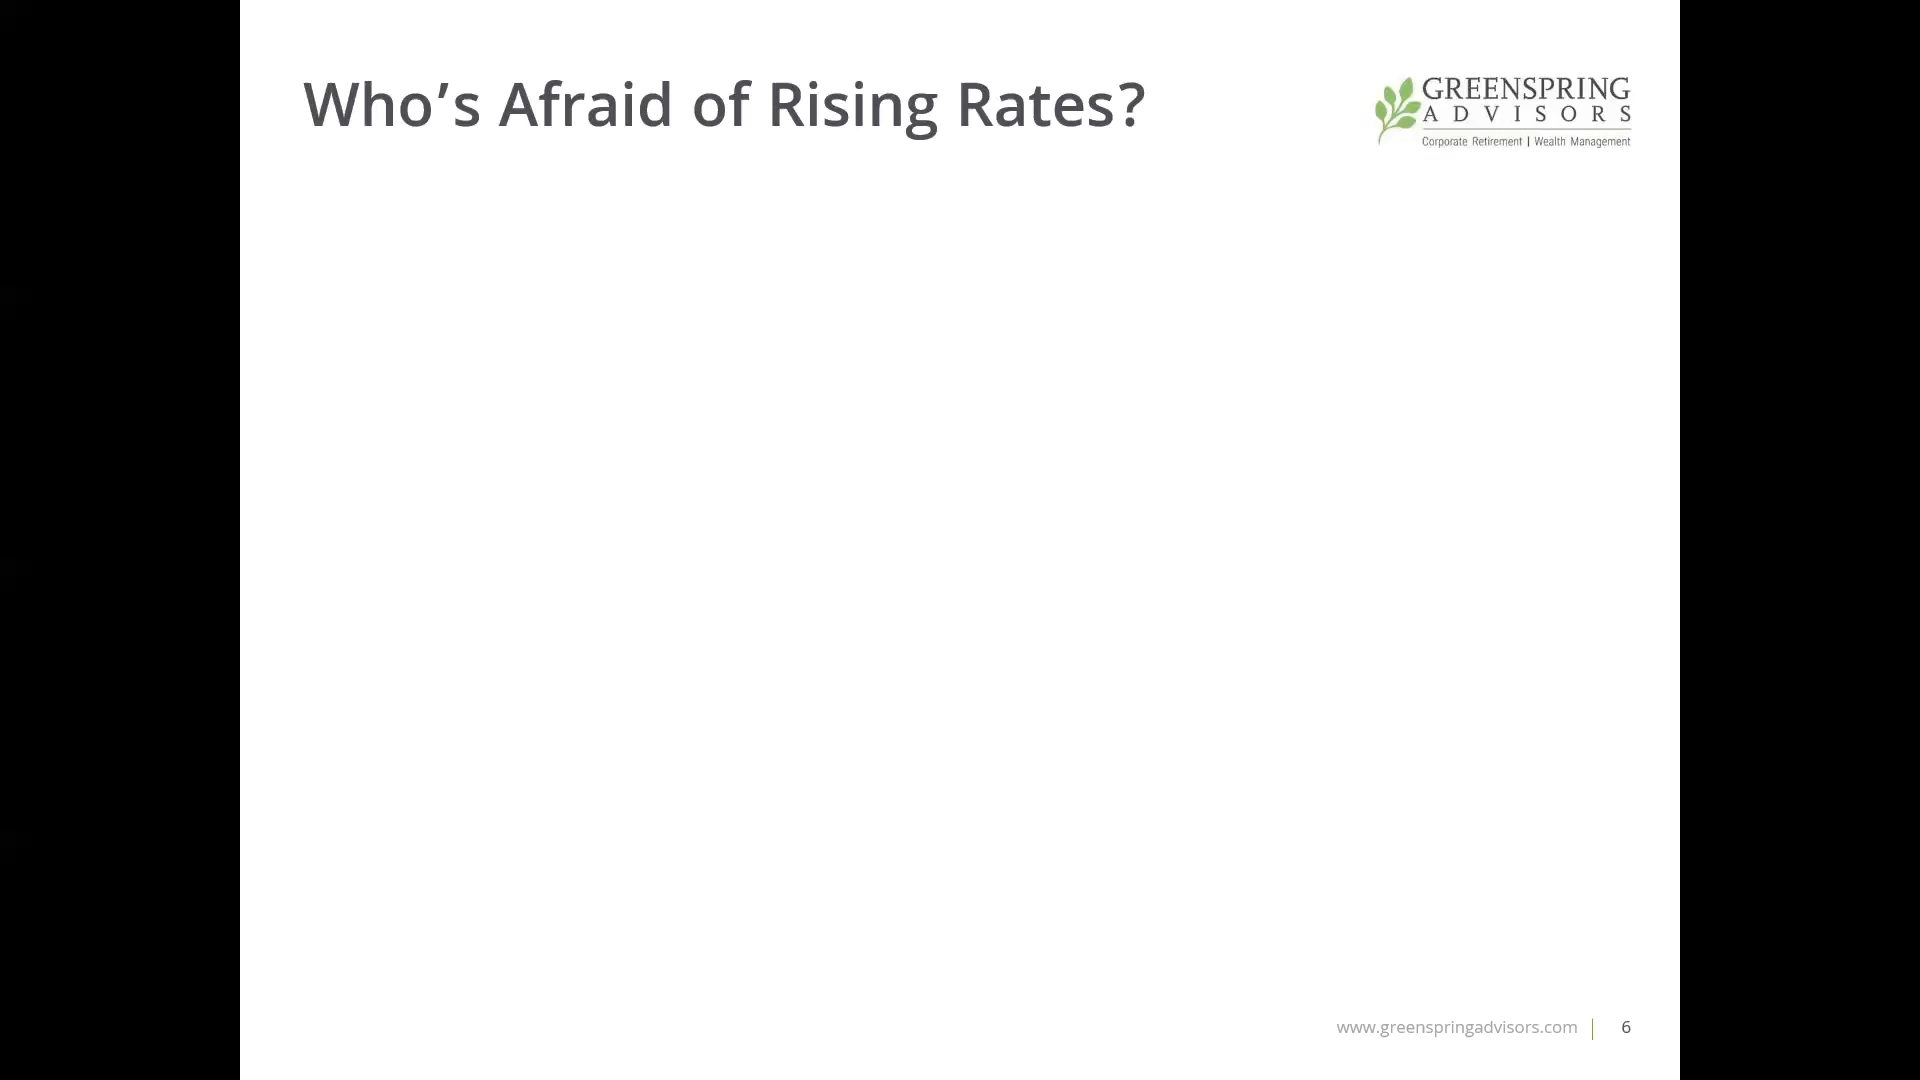 Who’s Afraid of Rising Rates?
GREENSPRING
ADVISORS
Corporate Retirement | Wealth Management
www.greenspringadvisors.com | 6